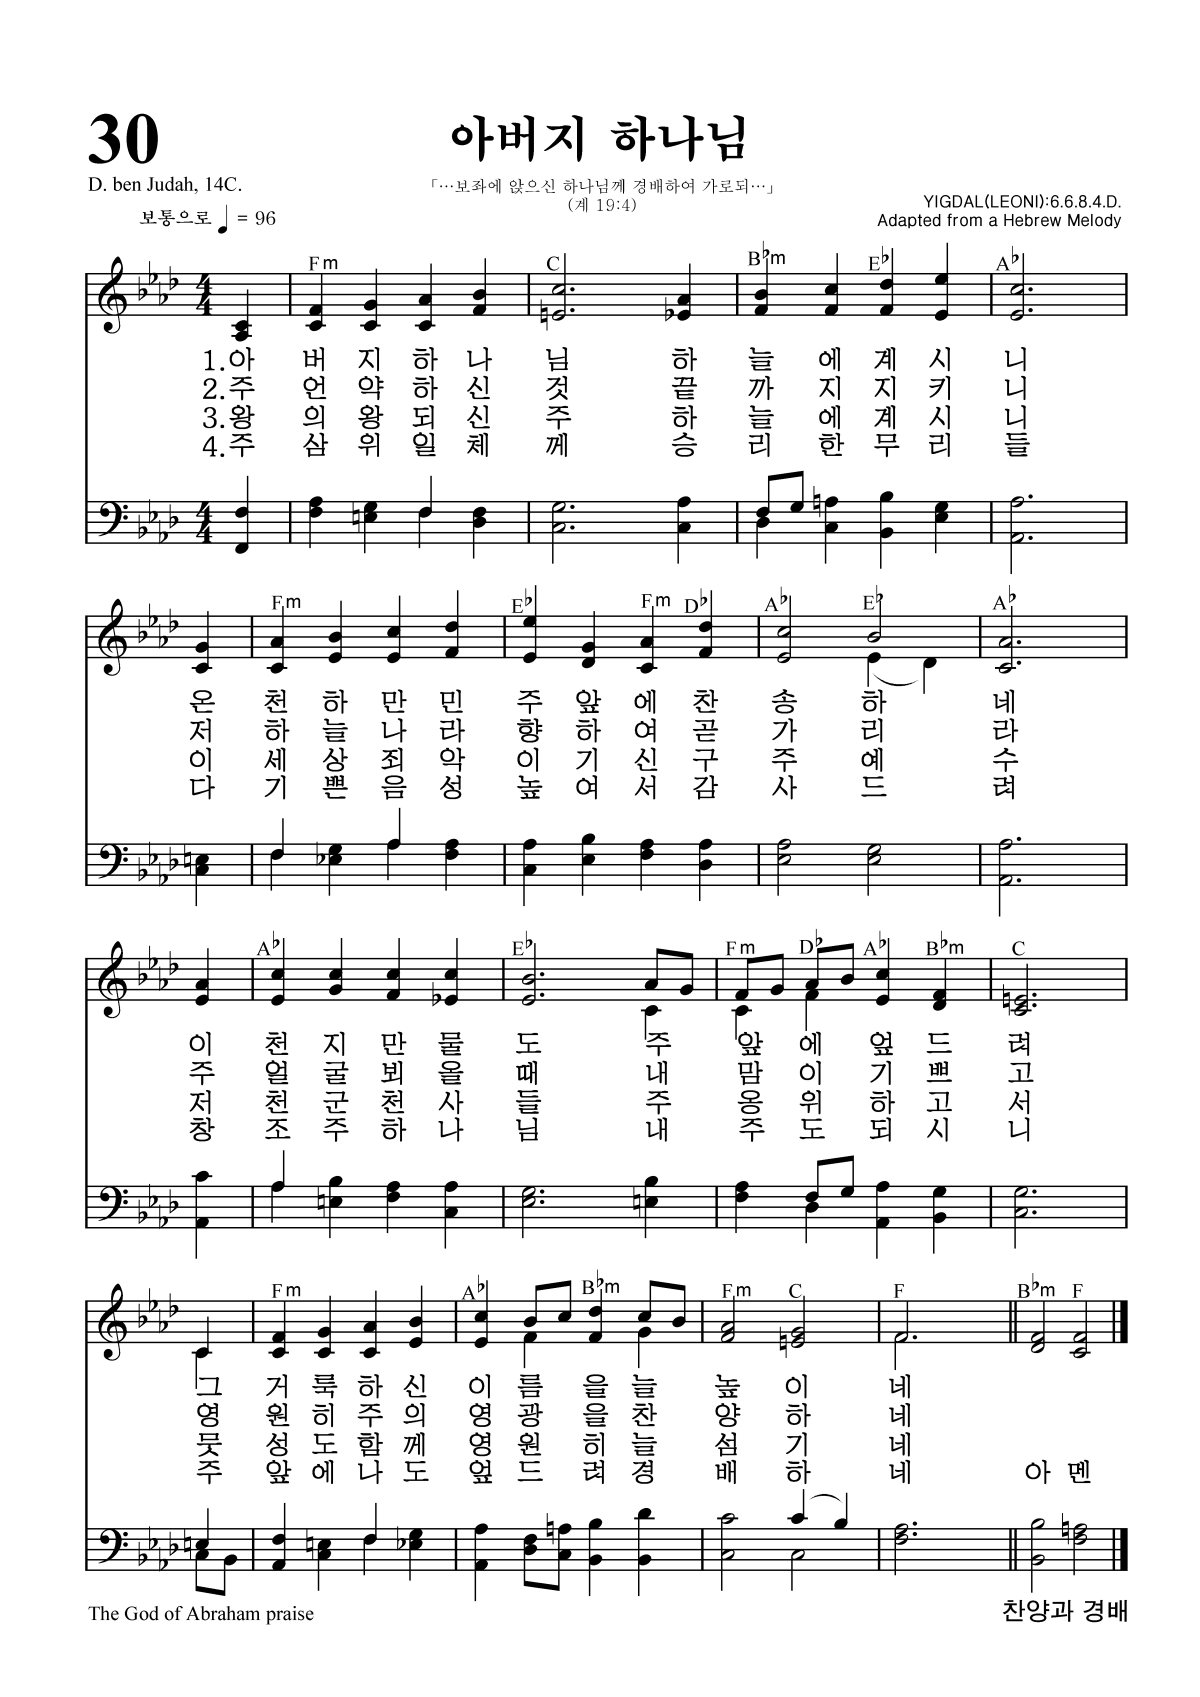 30
아버지 하나님
D. ben Judah, 14C.
「…보좌에 앉으신 하나님께 경배하여 가로되…」
(계 19:4)
보통으로 ♩ = 96
YIGDAL(LEONI):6.6.8.4.D.
Adapted from a Hebrew Melody
Fm C B♭m E♭ A♭
1.아 버 지 하 나 님 하 늘 에 계 시 니
2.주 언 약 하 신 것 끝 까 지 지 키 니
3.왕 의 왕 되 신 주 하 늘 에 계 시 니
4.주 삼 위 일 체 께 승 리 한 무 리 들
Fm E♭ Fm D♭ A♭ E♭ A♭
온 천 하 만 민 주 앞 에 찬 송 하 네
저 하 늘 나 라 향 하 여 곧 가 리 라
이 세 상 죄 악 이 기 신 구 주 예 수
다 기 쁜 음 성 높 여 서 감 사 드 려
A♭ E♭ Fm D♭ A♭ B♭m C
이 천 지 만 물 도 주 앞 에 엎 드 려
주 얼 굴 뵈 올 때 내 맘 이 기 쁘 고
저 천 군 천 사 들 주 옹 위 하 고 서
창 조 주 하 나 님 내 주 도 되 시 니
Fm A♭ B♭m Fm C F B♭m F
그 거 룩 하 신 이 름 을 늘 높 이 네
영 원 히 주 의 영 광 을 찬 양 하 네
뭇 성 도 함 께 영 원 히 늘 섬 기 네
주 앞 에 나 도 엎 드 려 경 배 하 네 아 멘
The God of Abraham praise
찬양과 경배